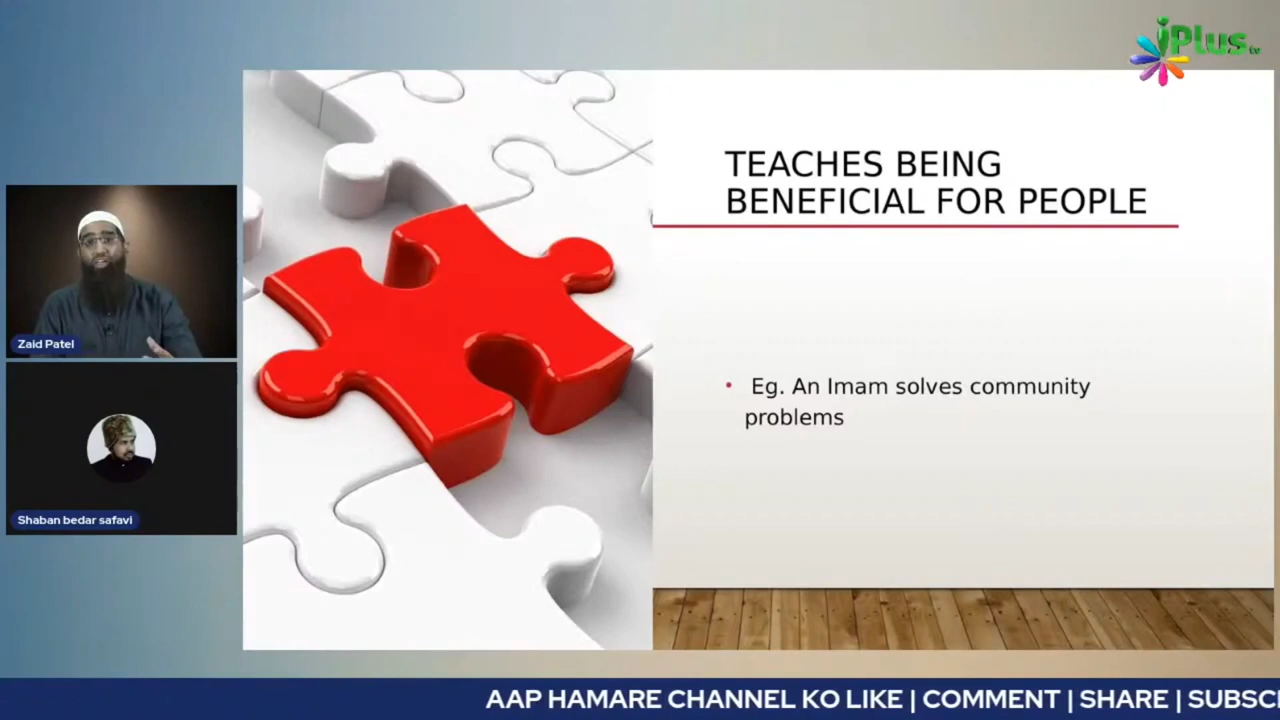 iPlus tv
TEACHES BEING
BENEFICIAL FOR PEOPLE
• Eg. An Imam solves community
problems
Zaid Patel
Shaban bedar safavi
AAP HAMARE CHANNEL KO LIKE | COMMENT | SHARE | SUBSC